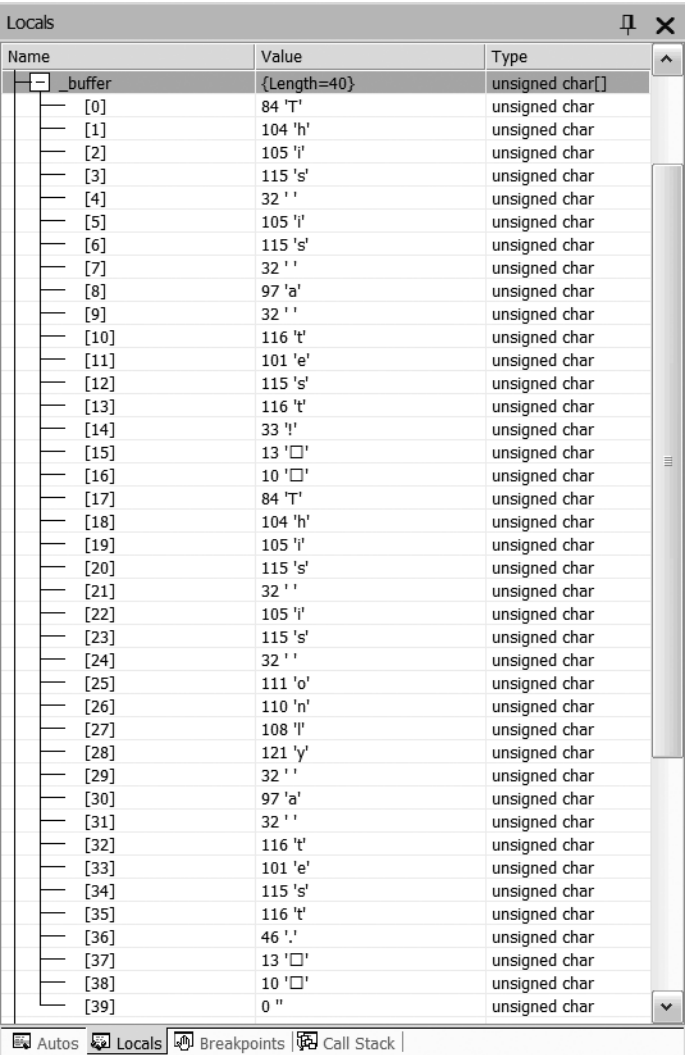 Locals
Name Value Type
_buffer {Length=40} unsigned char[]
[0] 84 'T' unsigned char
[1] 104 'h' unsigned char
[2] 105 'i' unsigned char
[3] 115 's' unsigned char
[4] 32 ' ' unsigned char
[5] 105 'i' unsigned char
[6] 115 's' unsigned char
[7] 32 ' ' unsigned char
[8] 97 'a' unsigned char
[9] 32 ' ' unsigned char
[10] 116 't' unsigned char
[11] 101 'e' unsigned char
[12] 115 's' unsigned char
[13] 116 't' unsigned char
[14] 33 '!' unsigned char
[15] 13 '□' unsigned char
[16] 10 '□' unsigned char
[17] 84 'T' unsigned char
[18] 104 'h' unsigned char
[19] 105 'i' unsigned char
[20] 115 's' unsigned char
[21] 32 ' ' unsigned char
[22] 105 'i' unsigned char
[23] 115 's' unsigned char
[24] 32 ' ' unsigned char
[25] 111 'o' unsigned char
[26] 110 'n' unsigned char
[27] 108 'l' unsigned char
[28] 121 'y' unsigned char
[29] 32 ' ' unsigned char
[30] 97 'a' unsigned char
[31] 32 ' ' unsigned char
[32] 116 't' unsigned char
[33] 101 'e' unsigned char
[34] 115 's' unsigned char
[35] 116 't' unsigned char
[36] 46 '.' unsigned char
[37] 13 '□' unsigned char
[38] 10 '□' unsigned char
[39] 0 '' unsigned char
Autos Locals Breakpoints Call Stack